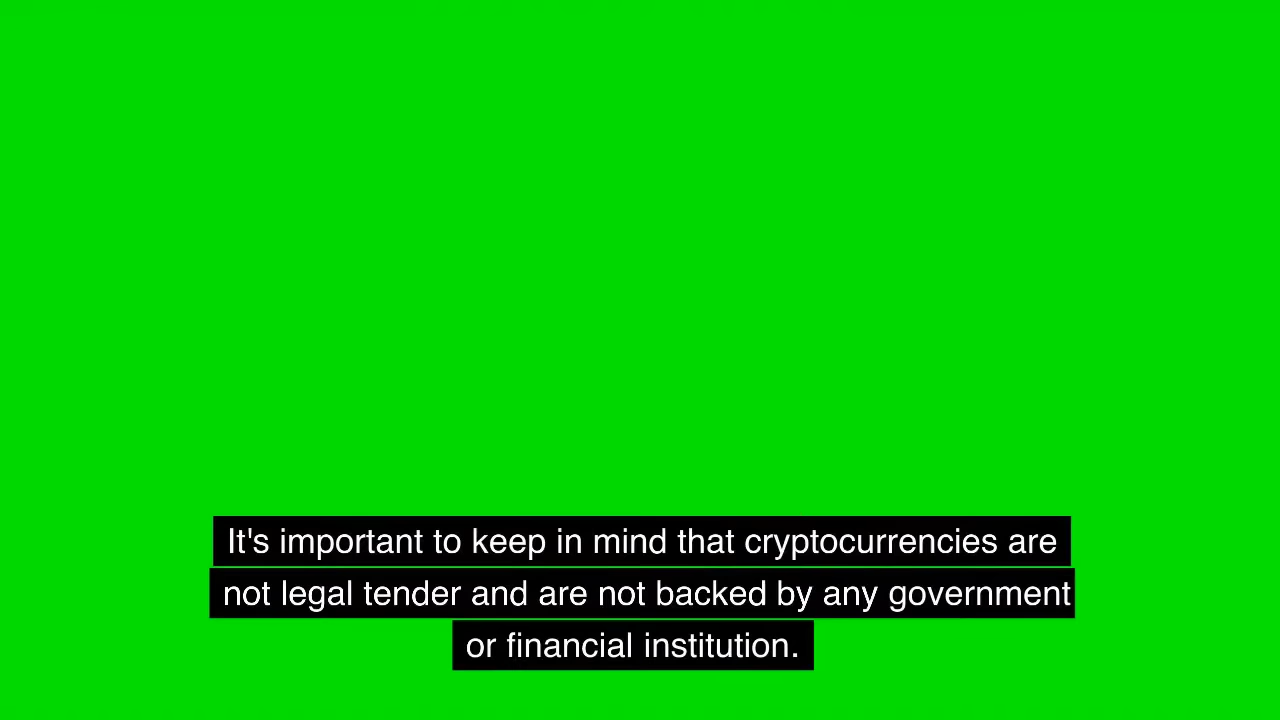 It's important to keep in mind that cryptocurrencies are
not legal tender and are not backed by any government
or financial institution.